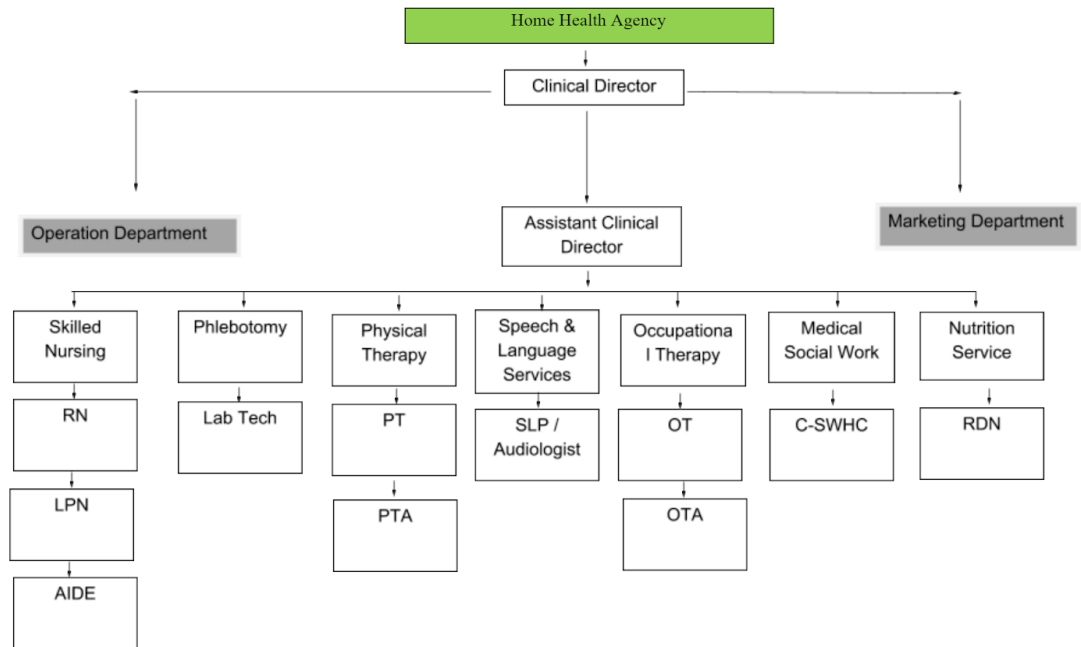 Home Health Agency
Clinical Director
Operation Department
Assistant Clinical
Director
Marketing Department
Skilled
Nursing
Phlebotomy
Physical
Therapy
Speech &
Language
Services
Occupationa
l Therapy
Medical
Social Work
Nutrition
Service
RN
Lab Tech
PT
SLP /
Audiologist
OT
C-SWHC
RDN
LPN
PTA
OTA
AIDE